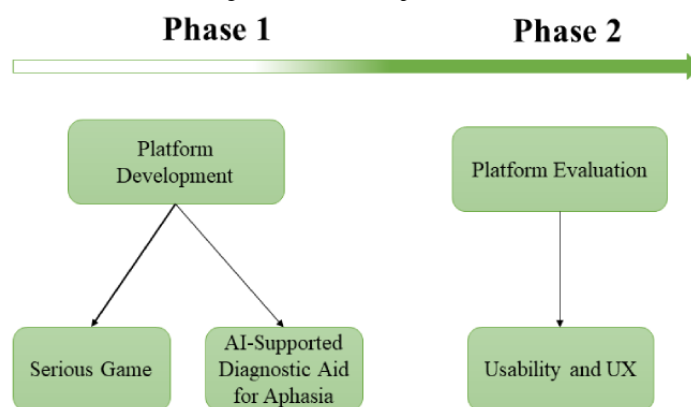 Phase 1
Phase 2
Platform
Development
Platform Evaluation
Serious Game
AI-Supported
Diagnostic Aid
for Aphasia
Usability and UX